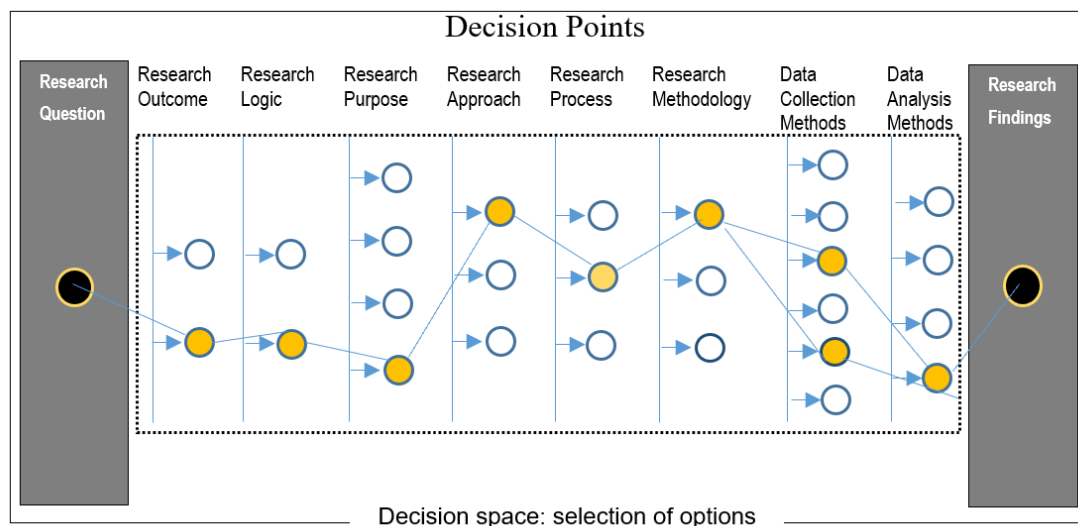 Decision Points
Research
Question
Research
Outcome
Research
Logic
Research
Purpose
Research
Approach
Research
Process
Research
Methodology
Data
Collection
Methods
Data
Analysis
Methods
Research
Findings
Decision space: selection of options